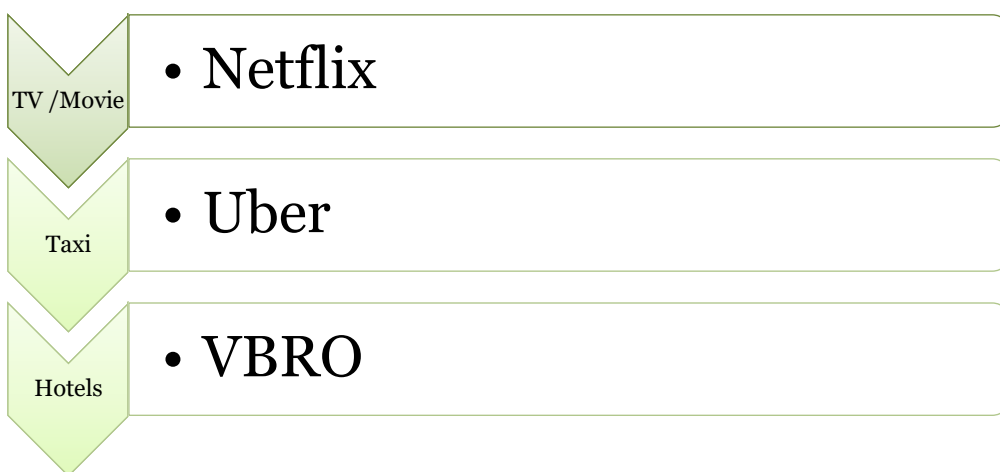 TV /Movie
• Netflix
Taxi
• Uber
Hotels
• VBRO